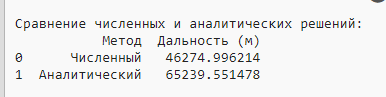 Сравнение численных и аналитических решений:
Метод Дальность (м)
0 Численный 46274.996214
1 Аналитический 65239.551478